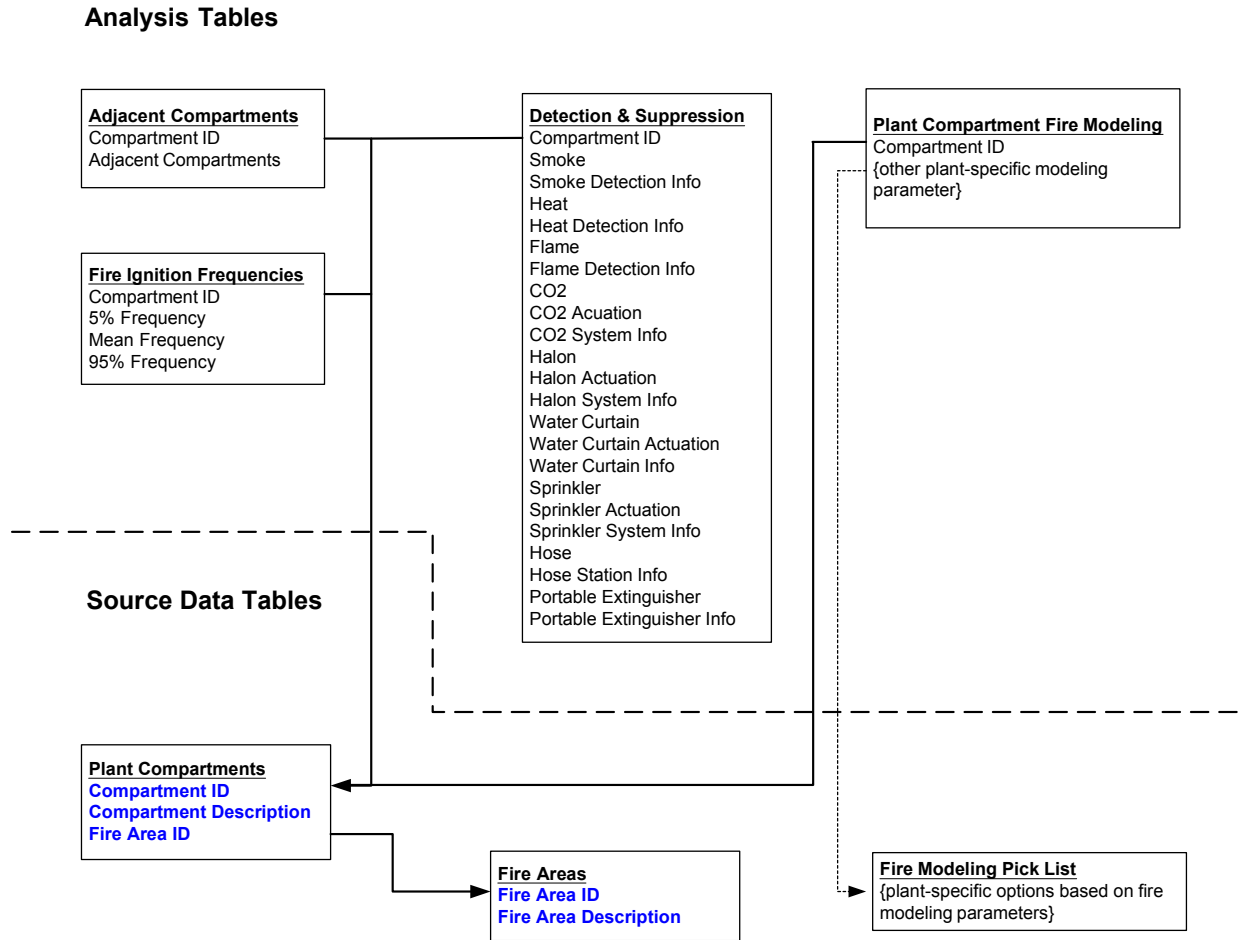 Analysis Tables
Adjacent Compartments
Compartment ID
Adjacent Compartments
Fire Ignition Frequencies
Compartment ID
5% Frequency
Mean Frequency
95% Frequency
Detection & Suppression
Compartment ID
Smoke
Smoke Detection Info
Heat
Heat Detection Info
Flame
Flame Detection Info
CO2
CO2 Acuation
CO2 System Info
Halon
Halon Actuation
Halon System Info
Water Curtain
Water Curtain Actuation
Water Curtain Info
Sprinkler
Sprinkler Actuation
Sprinkler System Info
Hose
Hose Station Info
Portable Extinguisher
Portable Extinguisher Info
Plant Compartment Fire Modeling
Compartment ID
{other plant-specific modeling
parameter}
Source Data Tables
Plant Compartments
Compartment ID
Compartment Description
Fire Area ID
Fire Areas
Fire Area ID
Fire Area Description
Fire Modeling Pick List
{plant-specific options based on fire
modeling parameters}